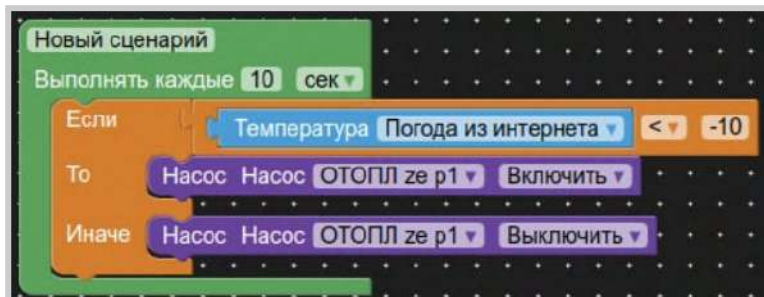 Новый сценарий
Выполнять каждые 10 сек
Если Температура Погода из интернета < -10
То Насос Насос ОТОПЛ ze p1 Включить
Иначе Насос Насос ОТОПЛ ze p1 Выключить